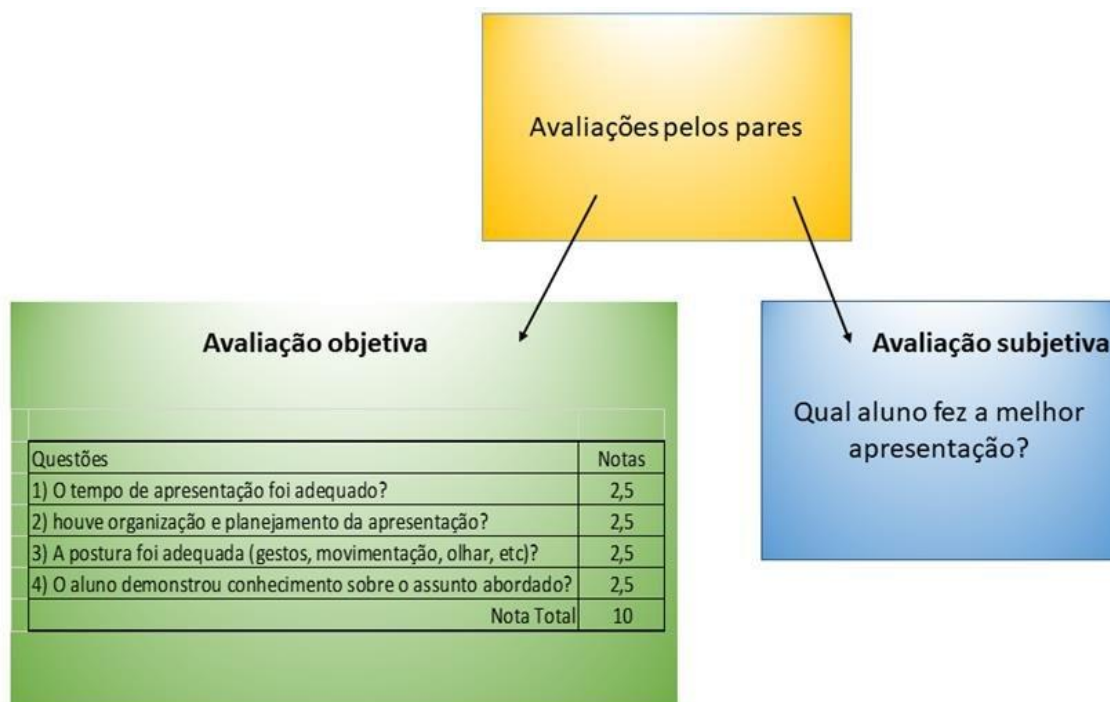 Avaliações pelos pares
Avaliação objetiva
Questões Notas
1) O tempo de apresentação foi adequado? 2,5
2) houve organização e planejamento da apresentação? 2,5
3) A postura foi adequada (gestos, movimentação, olhar, etc)? 2,5
4) O aluno demonstrou conhecimento sobre o assunto abordado? 2,5
Nota Total 10
Avaliação subjetiva
Qual aluno fez a melhor
apresentação?